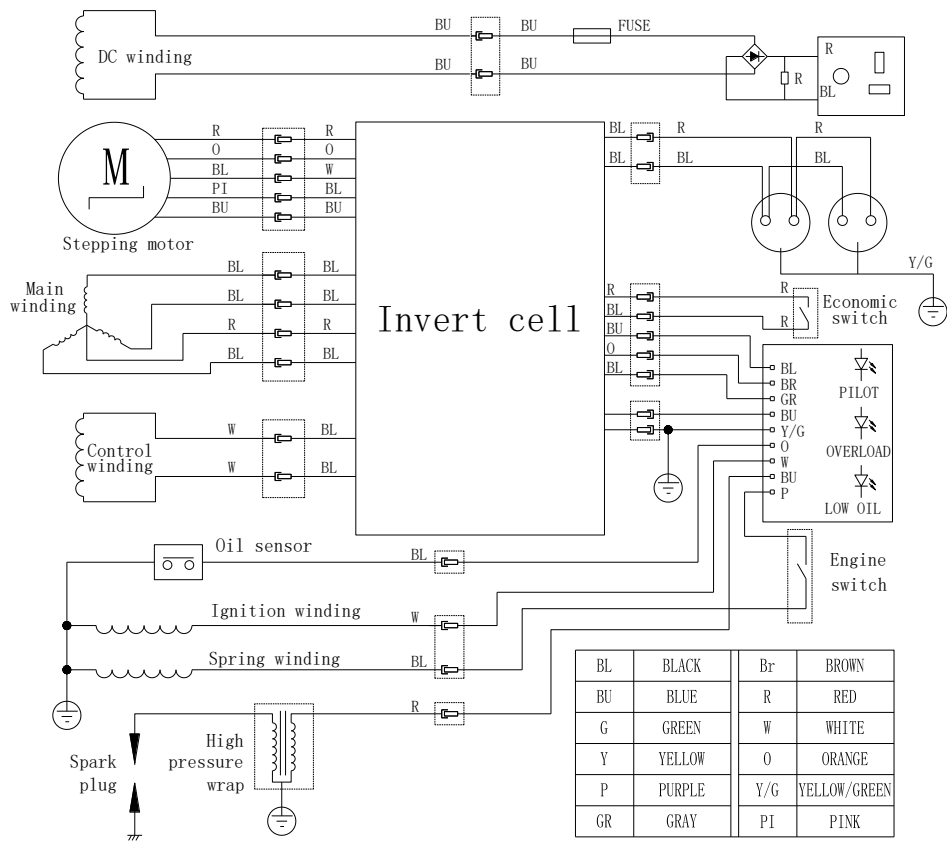 DC winding
BU
BU
FUSE
BU
BU
R
R
BL
M
Stepping motor
R
O
BL
PI
BU
R
O
W
BL
BU
Main
winding
BL
BL
R
BL
BL
BL
R
BL
Control
winding
W
W
BL
BL
Invert cell
BL
BL
R
BL
R
BL
Y/G
R
BL
BU
O
BL
R
R
Economic
switch
BL
BR
GR
BU
Y/G
O
W
BU
P
PILOT
OVERLOAD
LOW OIL
Engine
switch
Oil sensor
BL
Ignition winding
W
Spring winding
BL
R
Spark
plug
High
pressure
wrap
BL BLACK Br BROWN
BU BLUE R RED
G GREEN W WHITE
Y YELLOW O ORANGE
P PURPLE Y/G YELLOW/GREEN
GR GRAY PI PINK